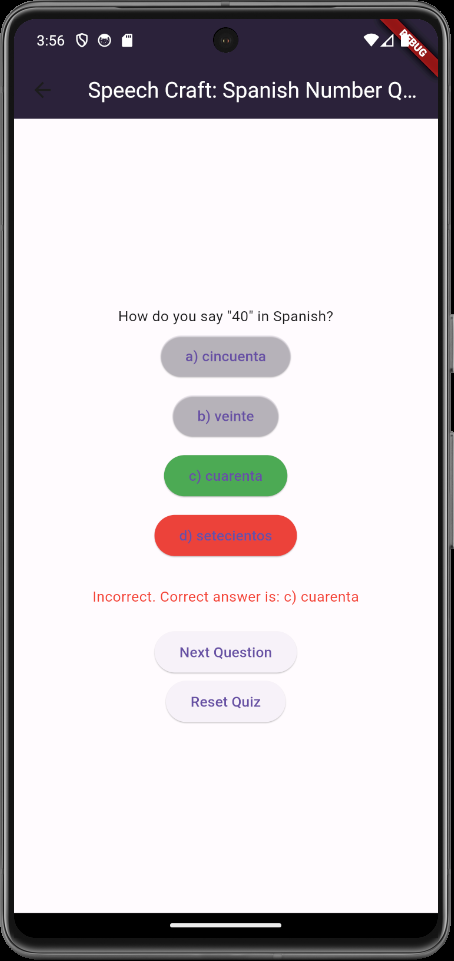 3:56
DEBUG
Speech Craft: Spanish Number Q...
How do you say "40" in Spanish?
a) cincuenta
b) veinte
c) cuarenta
d) setecientos
Incorrect. Correct answer is: c) cuarenta
Next Question
Reset Quiz